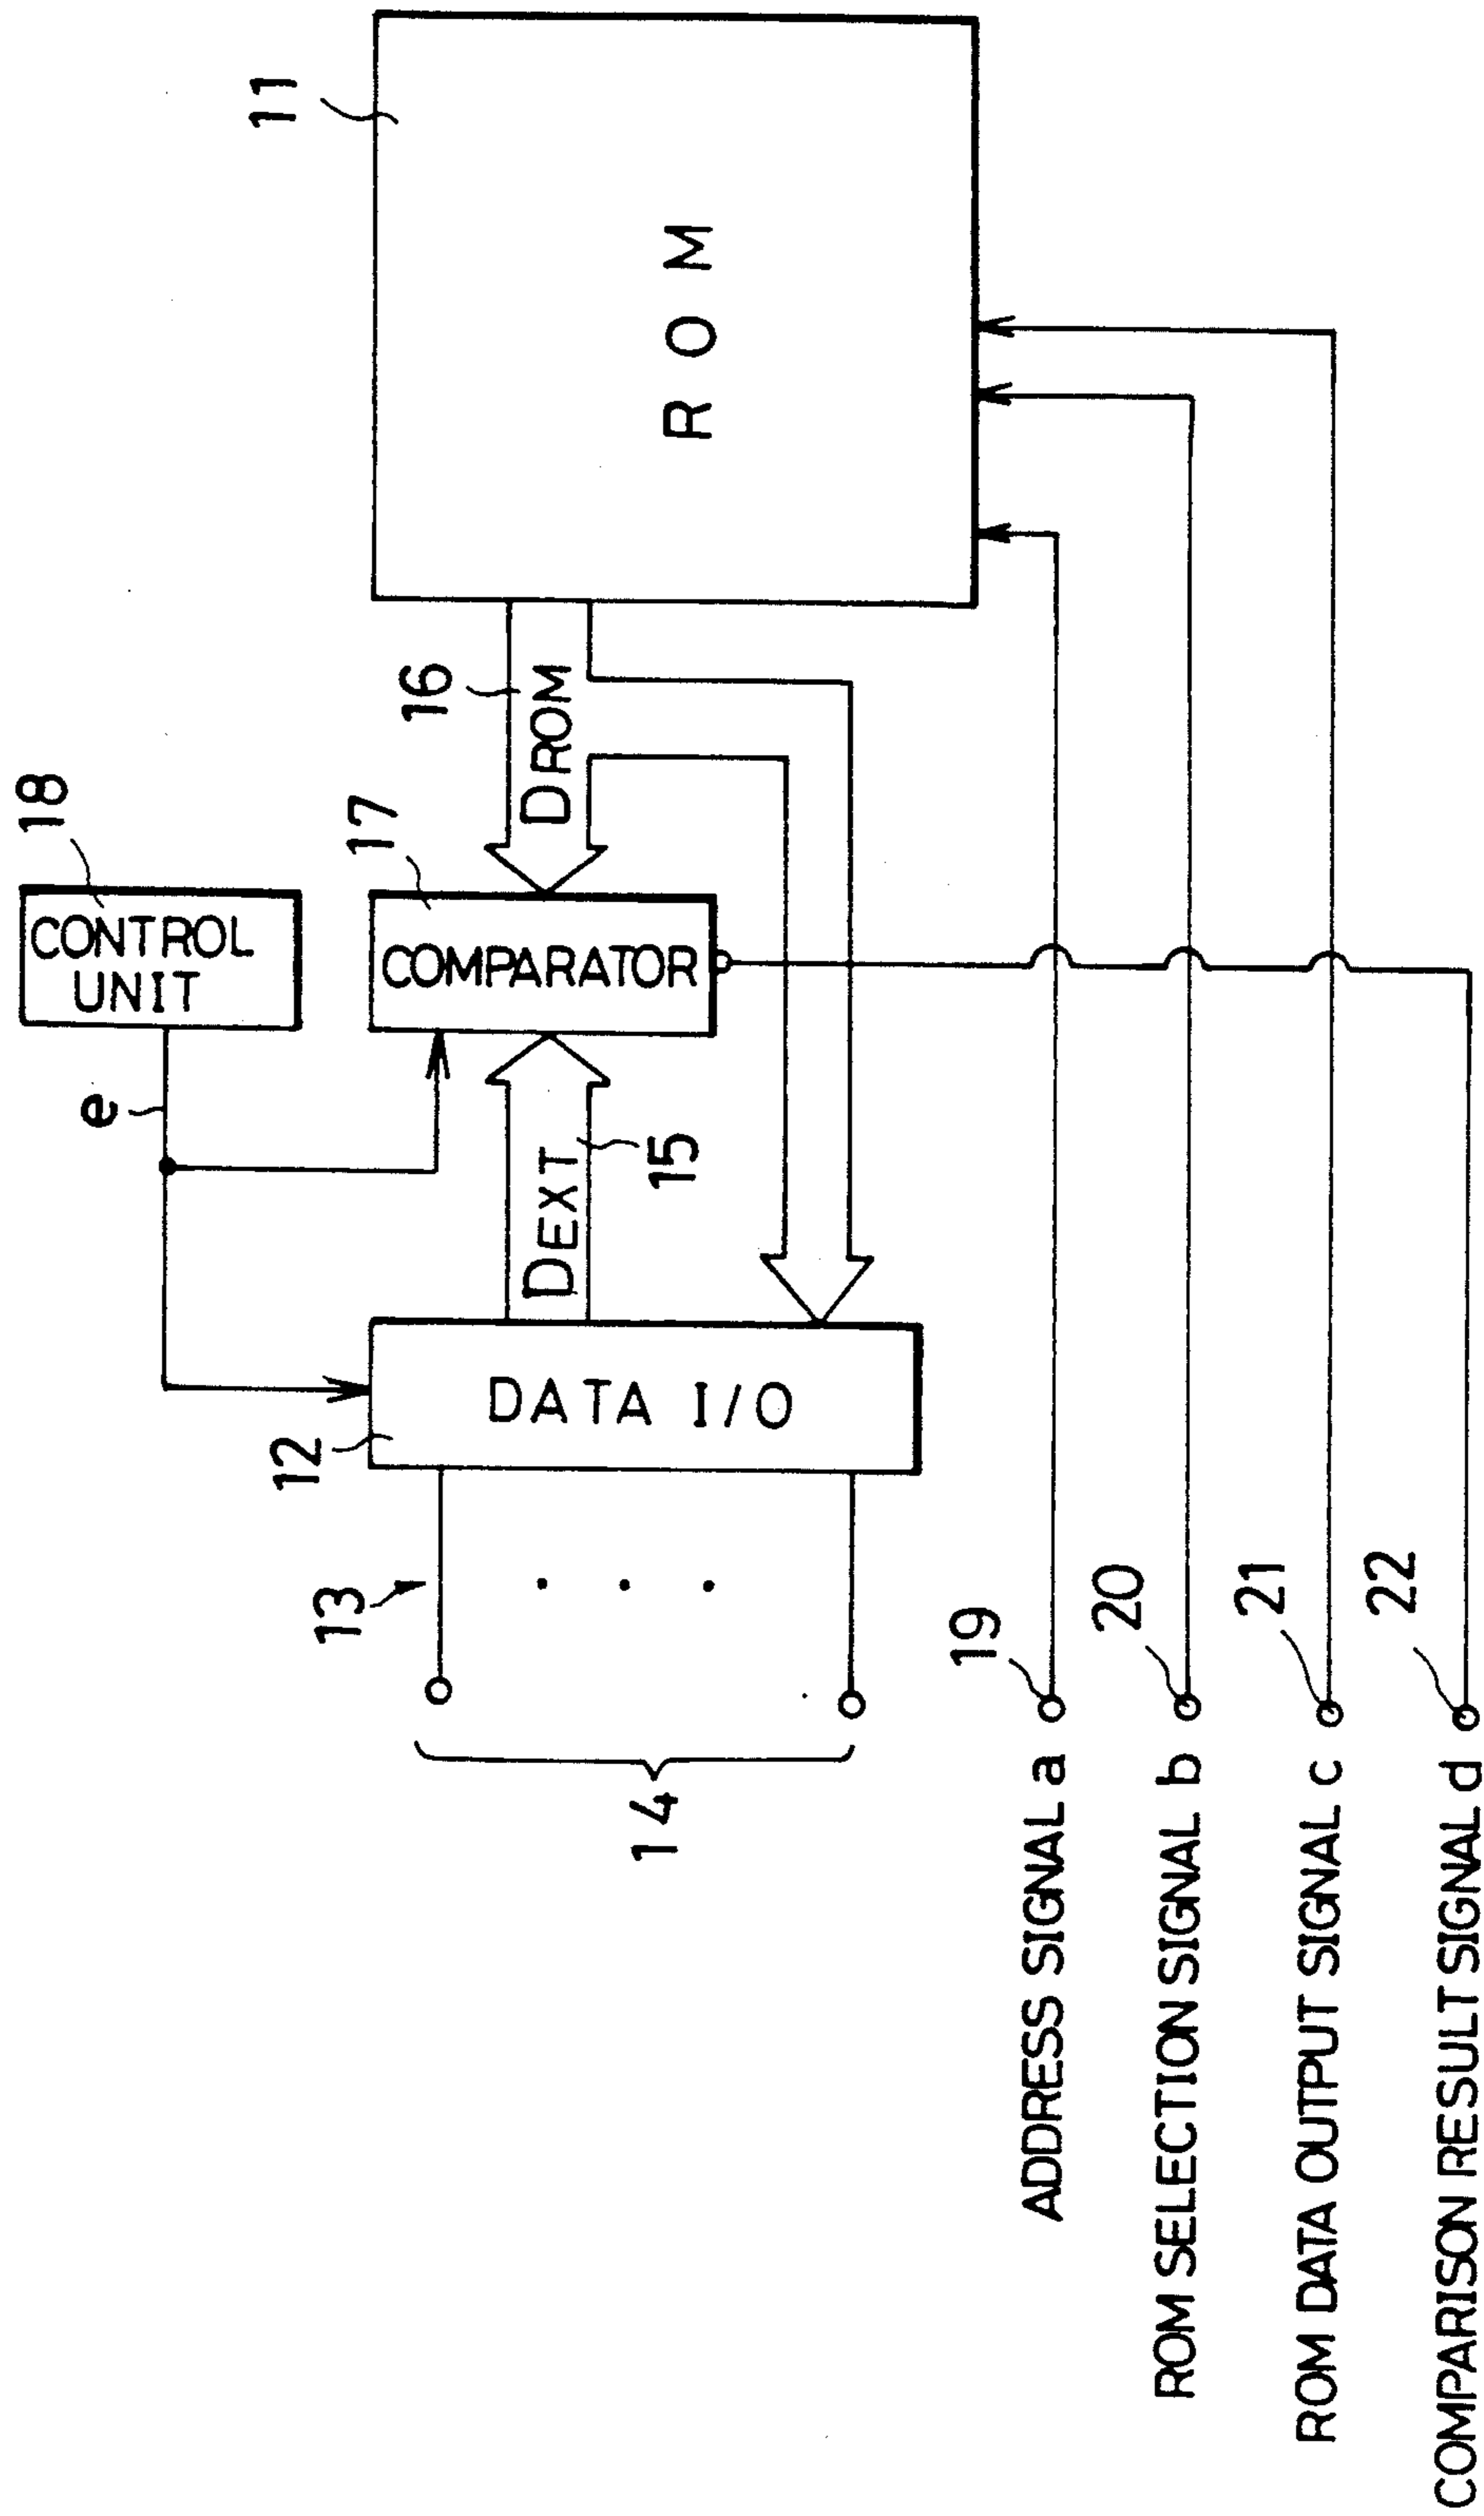 18
CONTROL
UNIT
e
11
17
16
COMPARATOR
DROM
ROM
12
DEXT
15
13
DATA I/O
14
19
ADDRESS SIGNAL a
20
ROM SELECTION SIGNAL b
21
ROM DATA OUTPUT SIGNAL c
22
COMPARISON RESULT SIGNAL d